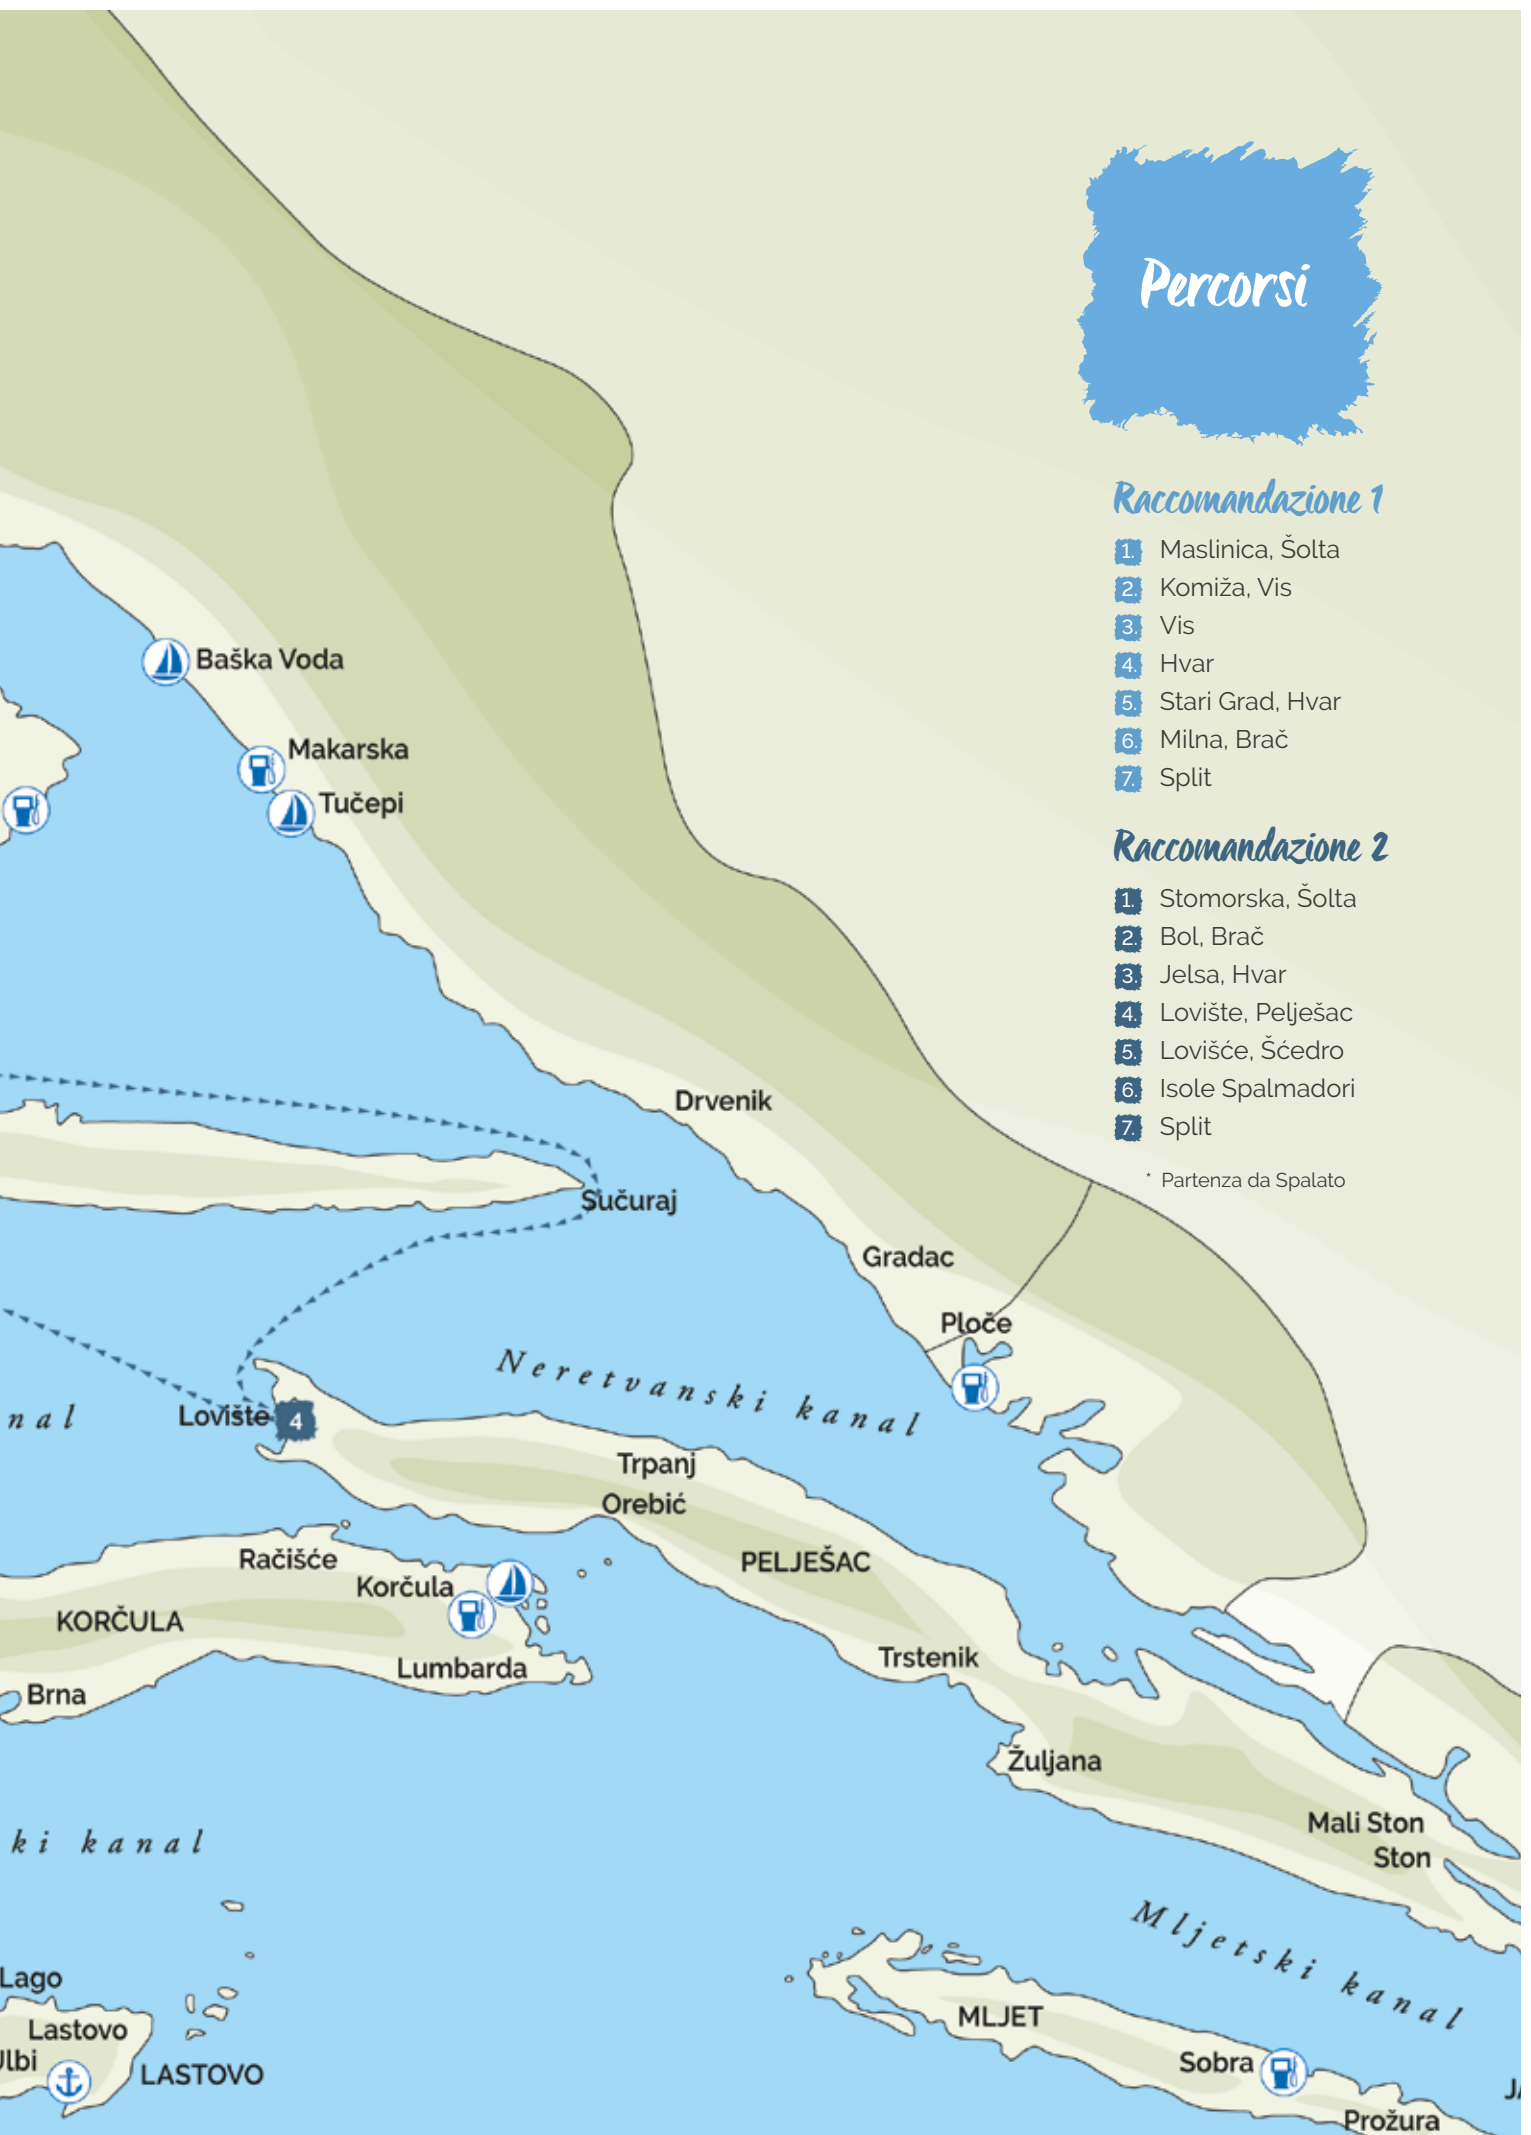 Percorsi
Raccomandazione 1
1. Maslinica, Šolta
2. Komiža, Vis
3. Vis
4. Hvar
5. Stari Grad, Hvar
6. Milna, Brač
7. Split
Raccomandazione 2
1. Stomorska, Šolta
2. Bol, Brač
3. Jelsa, Hvar
4. Lovište, Pelješac
5. Lovišće, Šćedro
6. Isole Spalmadori
7. Split
* Partenza da Spalato
Baška Voda
Makarska
Tučepi
Drvenik
Sučuraj
Gradac
Ploče
Neretvanski kanal
nal
Lovište 4
Trpanj
Orebić
Račišće
PELJEŠAC
Korčula
KORČULA
Lumbarda
Trstenik
Brna
Žuljana
Mali Ston
Ston
ki kanal
Mljetski kanal
Lago
Lastovo
MLJET
Ulbi
LASTOVO
Sobra
JA
Prožura